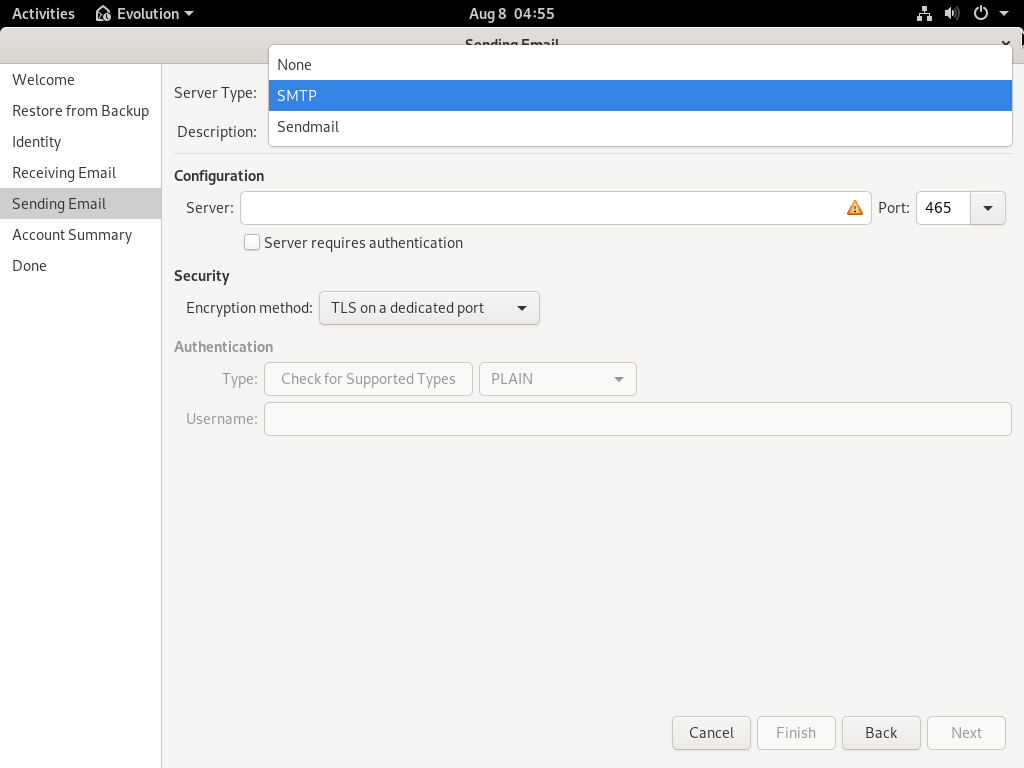 Activities Evolution Aug 8 04:55
Sending Email
Welcome
Restore from Backup
Identity
Receiving Email
Sending Email
Account Summary
Done
Server Type:
None
SMTP
Sendmail
Description:
Configuration
Server: Port: 465
Server requires authentication
Security
Encryption method: TLS on a dedicated port
Authentication
Type: Check for Supported Types PLAIN
Username:
Cancel Finish Back Next